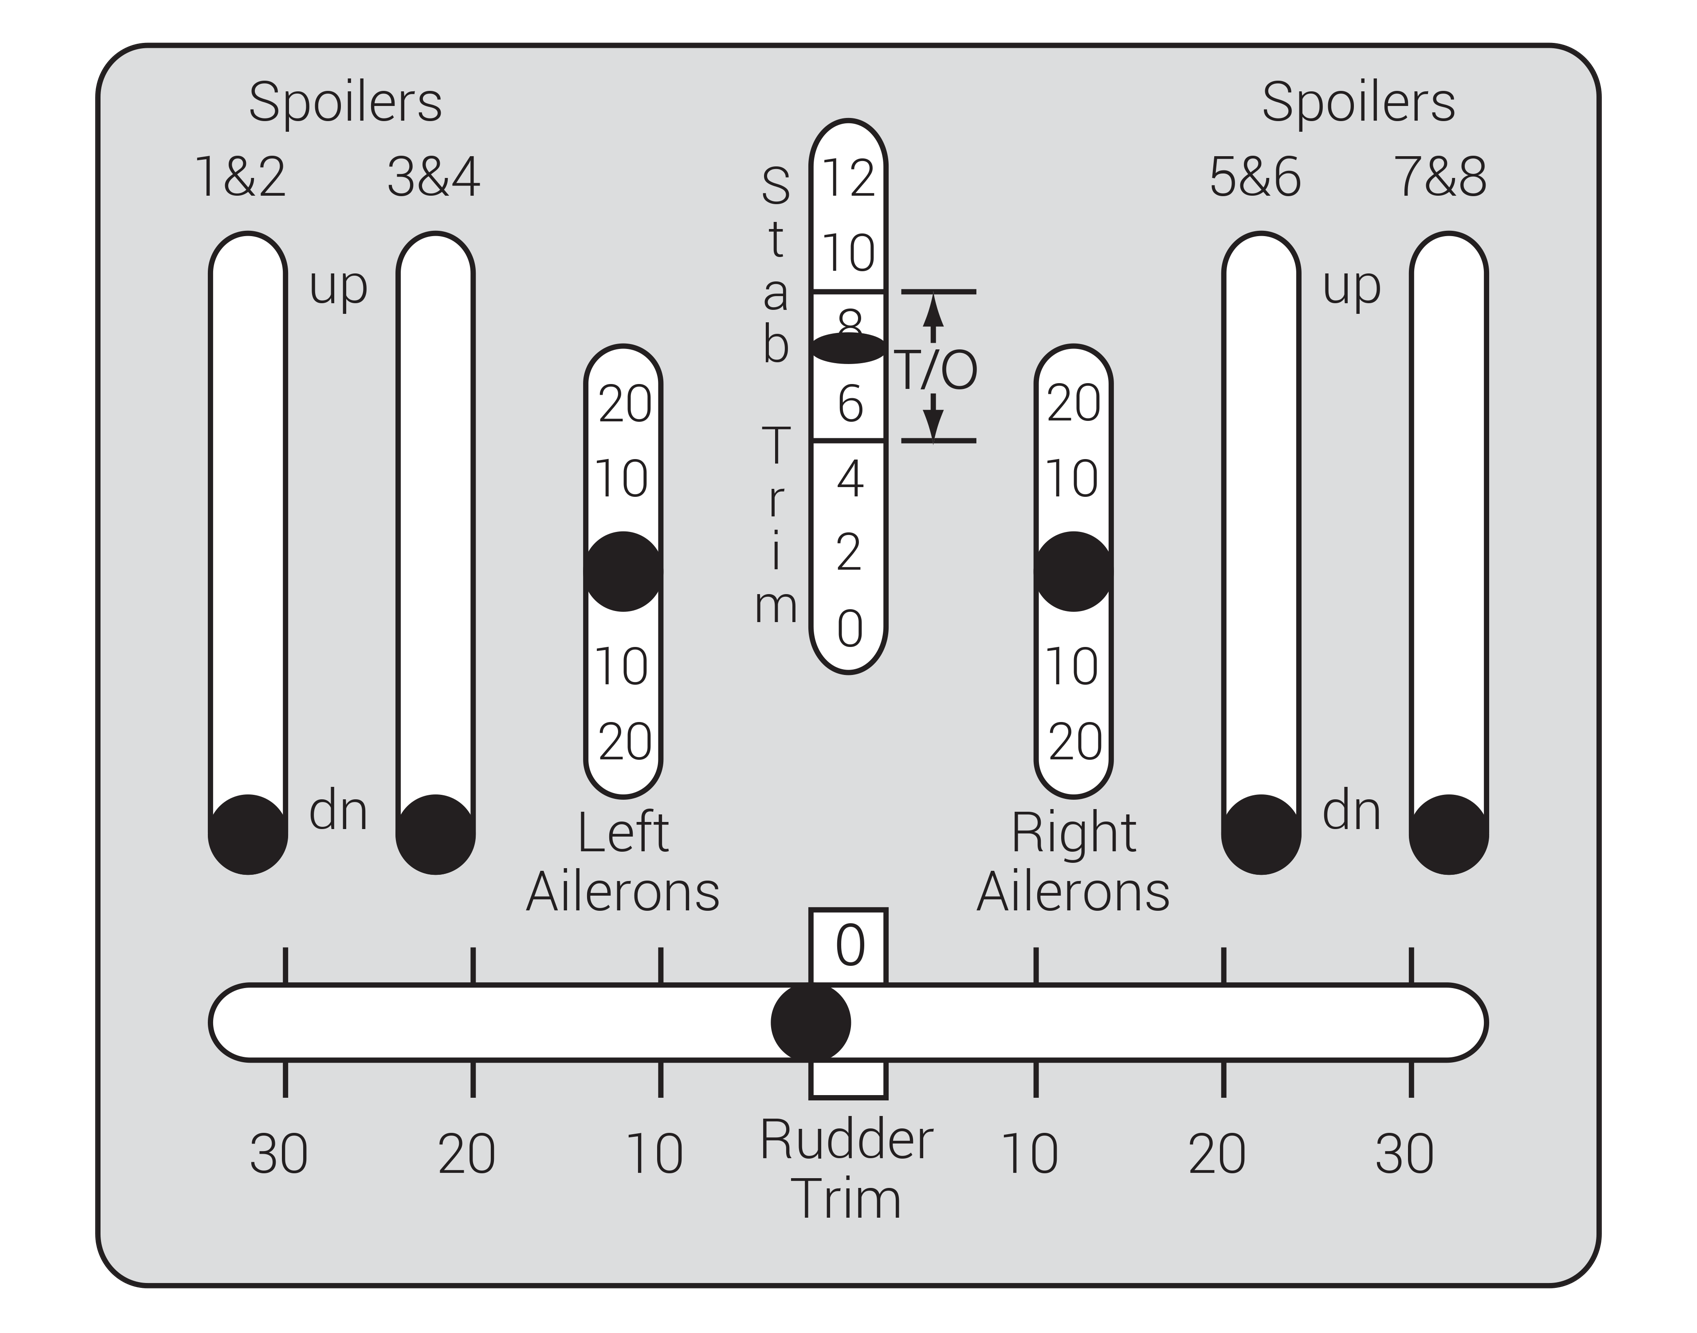 Spoilers
1&2 3&4
up
dn
20
10
10
20
Left
Ailerons
Stab Trim
12
10
8
6
4
2
0
T/O
20
10
10
20
Right
Ailerons
Spoilers
5&6 7&8
up
dn
0
30 20 10 10 20 30
Rudder
Trim